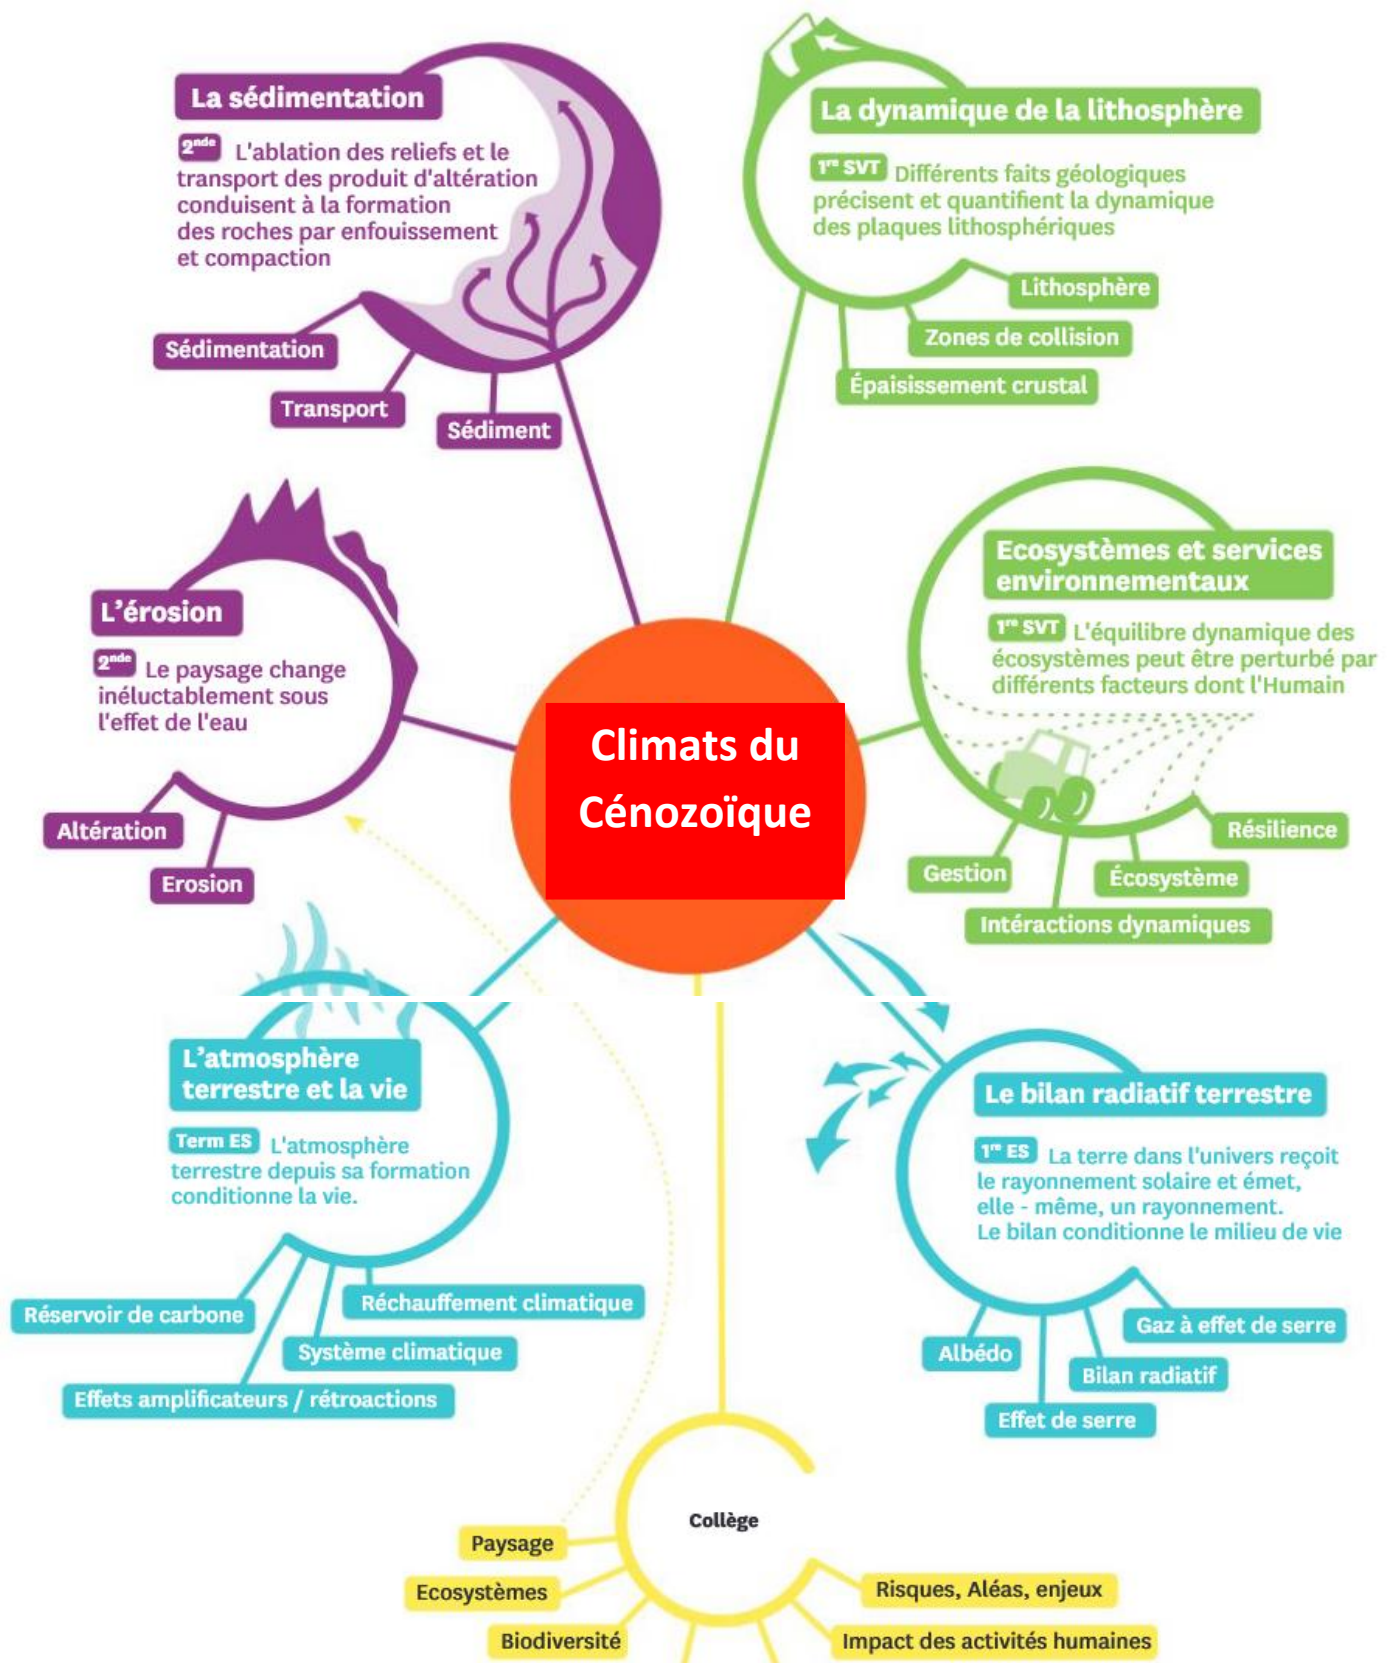 La sédimentation
2nde L'ablation des reliefs et le
transport des produit d'altération
conduisent à la formation
des roches par enfouissement
et compaction
Sédimentation
Transport
Sédiment
La dynamique de la lithosphère
1re SVT Différents faits géologiques
précisent et quantifient la dynamique
des plaques lithosphériques
Lithosphère
Zones de collision
Épaisissement crustal
L'érosion
2nde Le paysage change
inéluctablement sous
l'effet de l'eau
Altération
Erosion
Ecosystèmes et services
environnementaux
1re SVT L'équilibre dynamique des
écosystèmes peut être perturbé par
différents facteurs dont l'Humain
Résilience
Gestion
Écosystème
Intéractions dynamiques
Climats du
Cénozoïque
L'atmosphère
terrestre et la vie
Term ES L'atmosphère
terrestre depuis sa formation
conditionne la vie.
Réchauffement climatique
Réservoir de carbone
Système climatique
Effets amplificateurs / rétroactions
Le bilan radiatif terrestre
1re ES La terre dans l'univers reçoit
le rayonnement solaire et émet,
elle - même, un rayonnement.
Le bilan conditionne le milieu de vie
Gaz à effet de serre
Albédo
Bilan radiatif
Effet de serre
Collège
Paysage
Ecosystèmes
Biodiversité
Risques, Aléas, enjeux
Impact des activités humaines